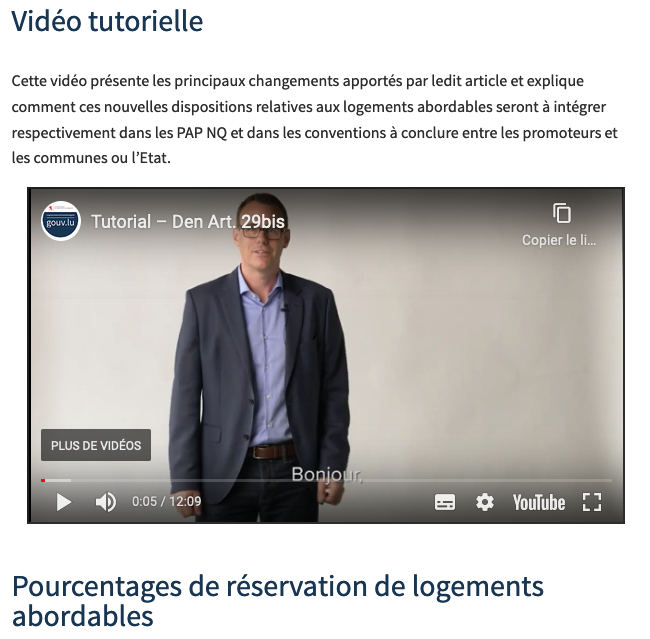 Vidéo tutorielle
Cette vidéo présente les principaux changements apportés par ledit article et explique
comment ces nouvelles dispositions relatives aux logements abordables seront à intégrer
respectivement dans les PAP NQ et dans les conventions à conclure entre les promoteurs et
les communes ou l’Etat.
gouv.lu
Tutorial – Den Art. 29bis
Copier le li...
PLUS DE VIDÉOS
Bonjour,
0:05 / 12:09
YouTube
Pourcentages de réservation de logements
abordables